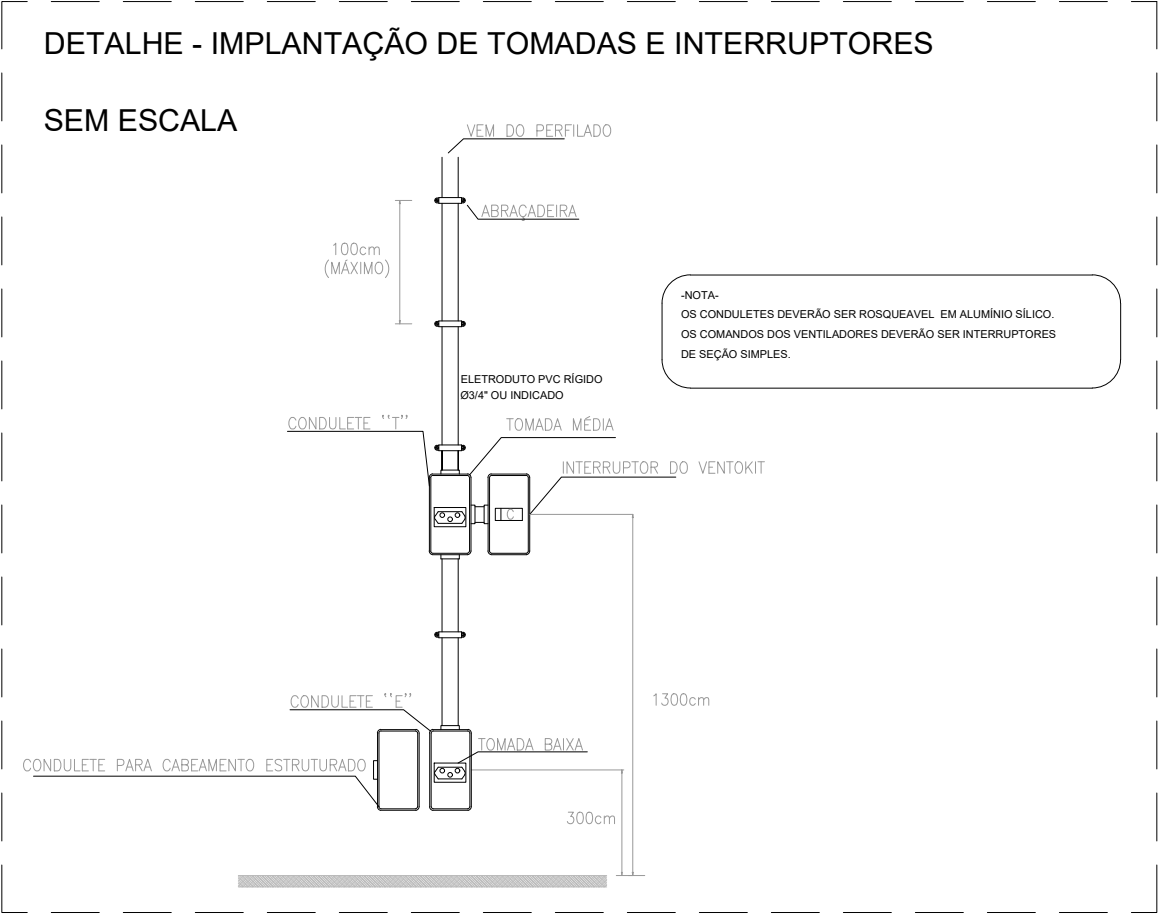 DETALHE - IMPLANTAÇÃO DE TOMADAS E INTERRUPTORES
SEM ESCALA
VEM DO PERFILADO
ABRAÇADEIRA
100cm
(MÁXIMO)
-NOTA-
OS CONDULETES DEVERÃO SER ROSQUEAVEL EM ALUMÍNIO SÍLICO.
OS COMANDOS DOS VENTILADORES DEVERÃO SER INTERRUPTORES
DE SEÇÃO SIMPLES.
ELETRODUTO PVC RÍGIDO
Ø3/4" OU INDICADO
CONDULETE ''T''
TOMADA MÉDIA
INTERRUPTOR DO VENTOKIT
C
CONDULETE ''E''
1300cm
TOMADA BAIXA
CONDULETE PARA CABEAMENTO ESTRUTURADO
300cm